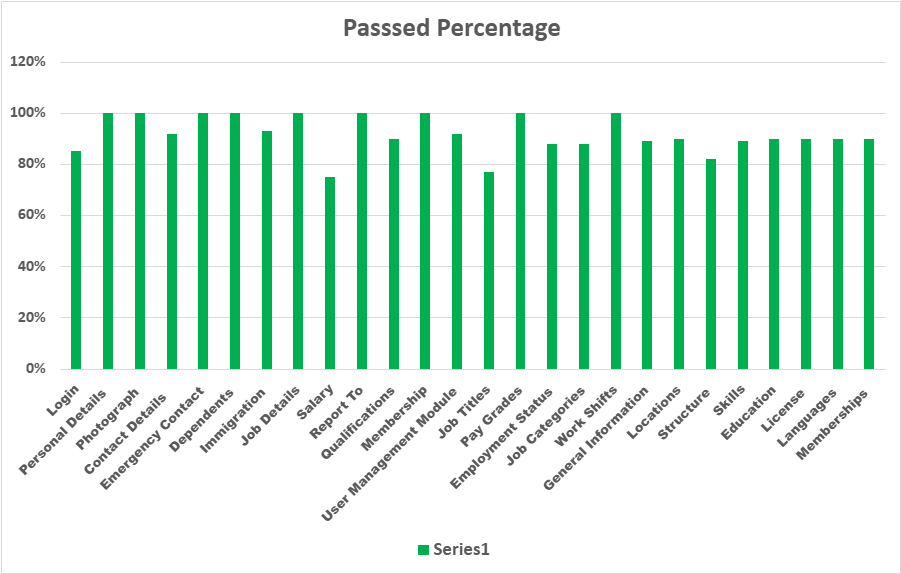 Passsed Percentage
120%
100%
80%
60%
40%
20%
0%
Login
Personal Details
Photograph
Contact Details
Emergency Contact
Dependents
Immigration
Job Details
Salary
Report To
Qualifications
Membership
User Management Module
Job Titles
Pay Grades
Employment Status
Job Categories
Work Shifts
General Information
Locations
Structure
Skills
Education
License
Languages
Memberships
Series1